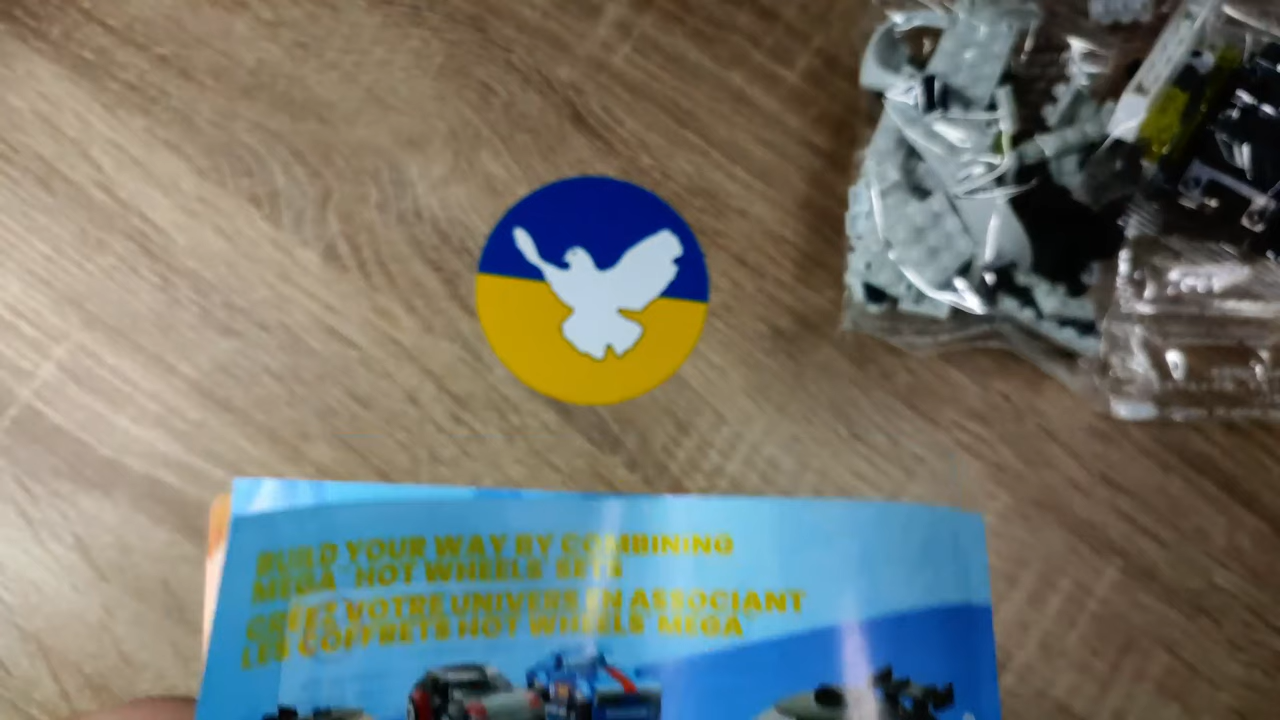 BUILD YOUR WAY BY COMBINING
MEGA HOT WHEELS SETS
CRÉEZ VOTRE UNIVERS EN ASSOCIANT
LES COFFRETS HOT WHEELS MEGA